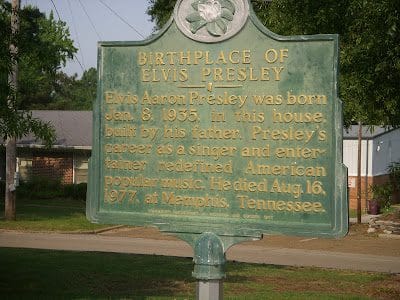 BIRTHPLACE OF
ELVIS PRESLEY
Elvis Aaron Presley was born
Jan. 8, 1935, in this house,
built by his father. Presley's
career as a singer and enter-
tainer redefined American
popular music. He died Aug. 16,
1977, at Memphis, Tennessee.